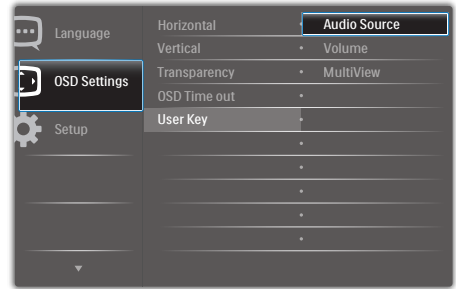 Language
OSD Settings
Setup
Horizontal
Vertical
Transparency
OSD Time out
User Key
Audio Source
Volume
MultiView